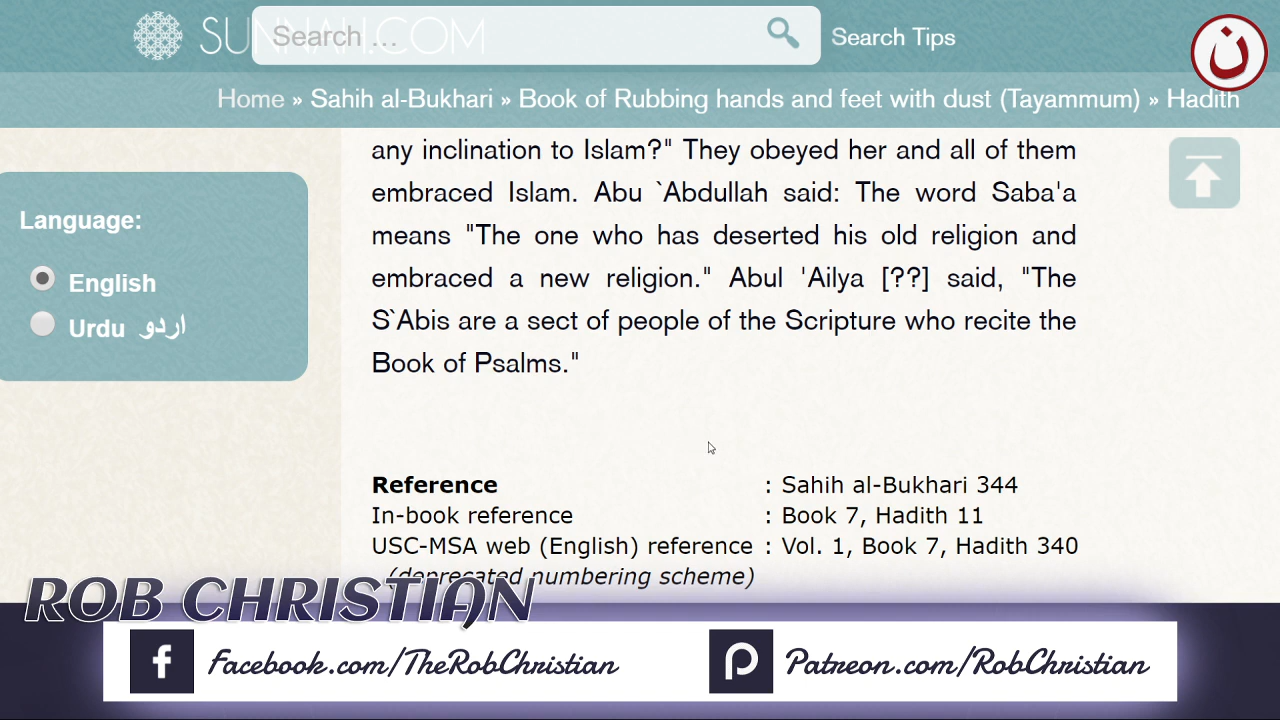 SUNNAH.COM
Search ...
Search Tips
ن
Home » Sahih al-Bukhari » Book of Rubbing hands and feet with dust (Tayammum) » Hadith
any inclination to Islam?" They obeyed her and all of them
embraced Islam. Abu `Abdullah said: The word Saba'a
means "The one who has deserted his old religion and
embraced a new religion." Abul 'Ailya [??] said, "The
S`Abis are a sect of people of the Scripture who recite the
Book of Psalms."
Language:
English
Urdu اردو
Reference : Sahih al-Bukhari 344
In-book reference : Book 7, Hadith 11
USC-MSA web (English) reference : Vol. 1, Book 7, Hadith 340
(deprecated numbering scheme)
ROB CHRISTIAN
f Facebook.com/TheRobChristian
Patreon.com/RobChristian